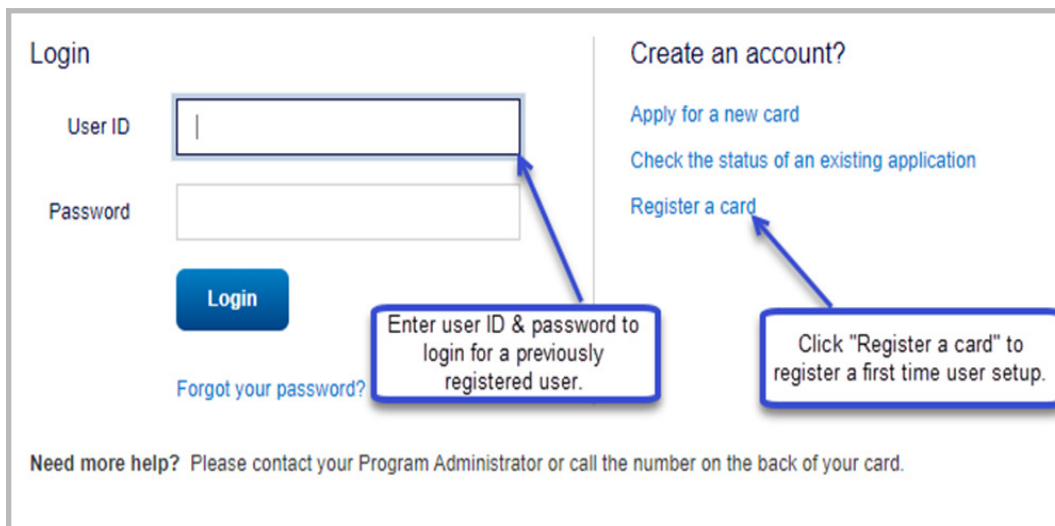 Login
User ID
Password
Login
Forgot your password?
Enter user ID & password to
login for a previously
registered user.
Create an account?
Apply for a new card
Check the status of an existing application
Register a card
Click "Register a card" to
register a first time user setup.
Need more help? Please contact your Program Administrator or call the number on the back of your card.